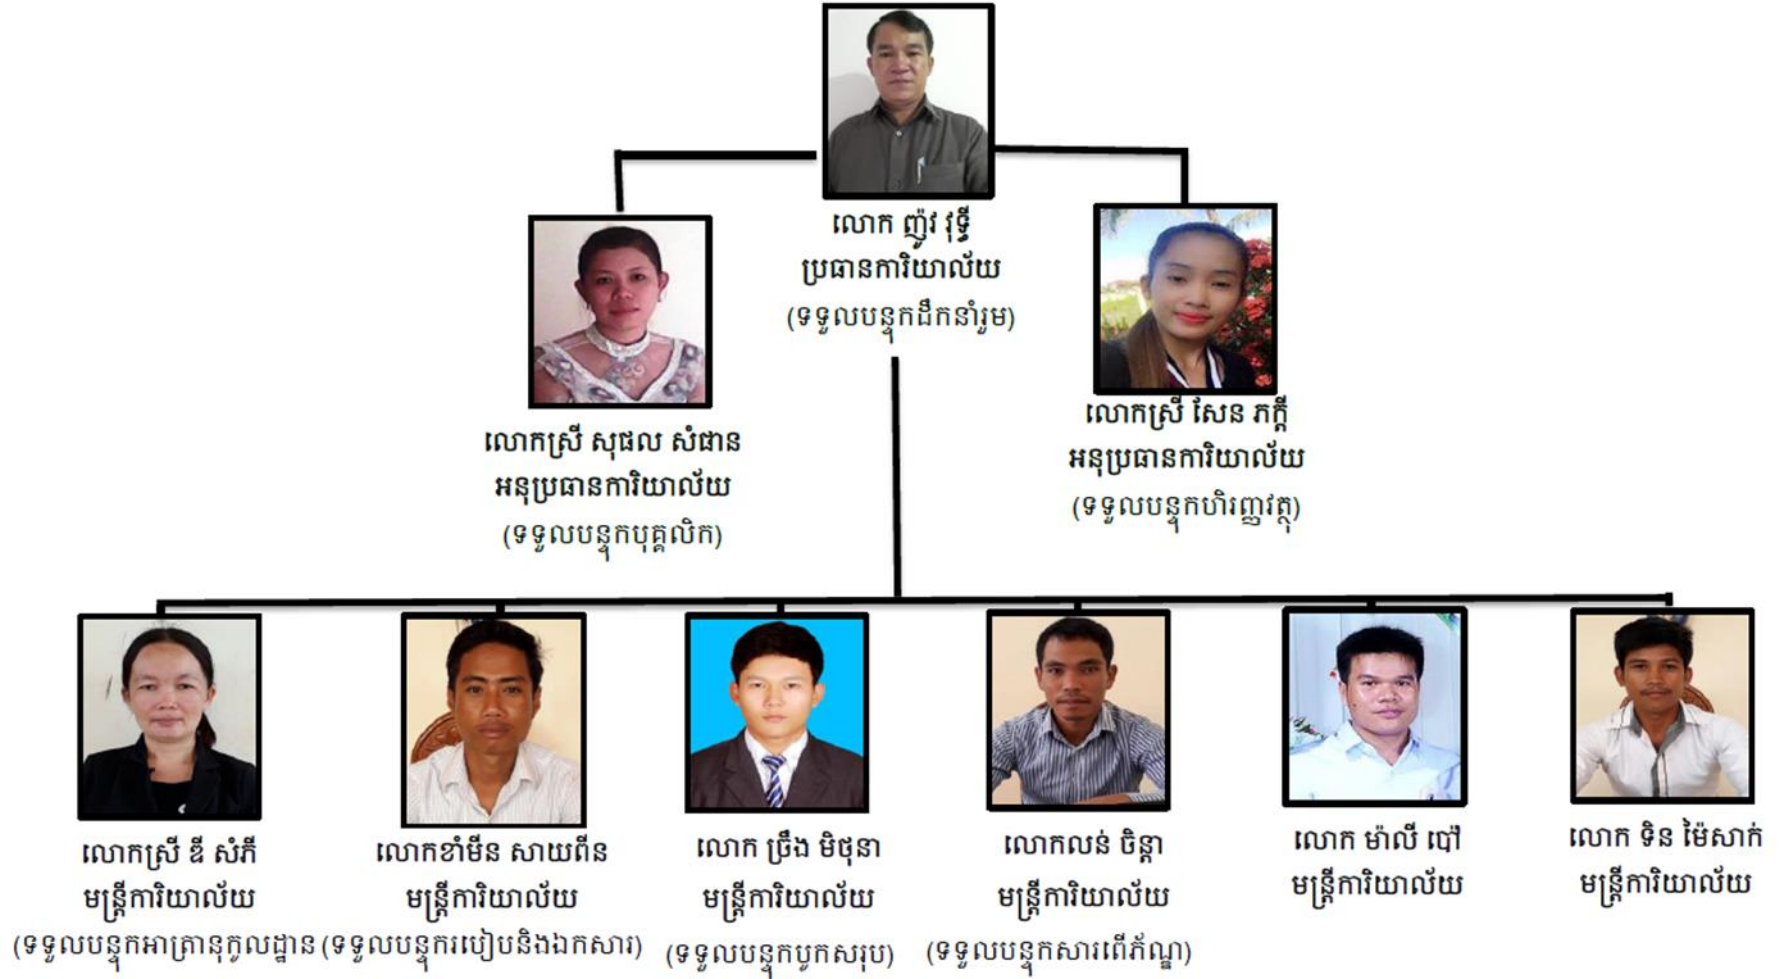 លោក ញ៉ូវ វុទ្ធី
ប្រធានការិយាល័យ
(ទទួលបន្ទុកដឹកនាំរួម)
លោកស្រី សុផល សំផាន
អនុប្រធានការិយាល័យ
(ទទួលបន្ទុកបុគ្គលិក)
លោកស្រី សែន ភក្ដី
អនុប្រធានការិយាល័យ
(ទទួលបន្ទុកហិរញ្ញវត្ថុ)
លោកស្រី ឌី សំភី
មន្ត្រីការិយាល័យ
(ទទួលបន្ទុកអាត្រានុកូលដ្ឋាន
លោកខាំមីន សាយពីន
មន្ត្រីការិយាល័យ
(ទទួលបន្ទុករបៀបនិងឯកសារ)
លោក ច្រឹង មិថុនា
មន្ត្រីការិយាល័យ
(ទទួលបន្ទុកបូកសរុប)
លោកលន់ ចិន្តា
មន្ត្រីការិយាល័យ
(ទទួលបន្ទុកសារពើភ័ណ្ឌ)
លោក ម៉ាលី ប៉ៅ
មន្ត្រីការិយាល័យ
លោក ទិន ម៉ៃសាក់
មន្ត្រីការិយាល័យ